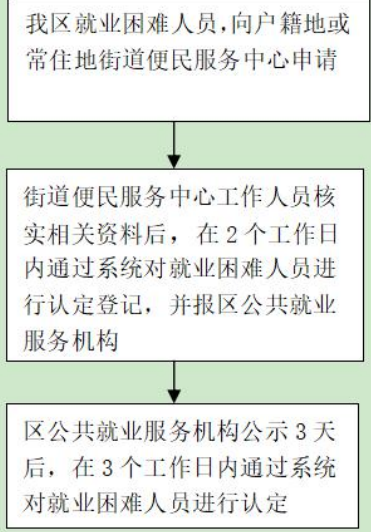 我区就业困难人员,向户籍地或
常住地街道便民服务中心申请
街道便民服务中心工作人员核
实相关资料后，在2个工作日
内通过系统对就业困难人员进
行认定登记，并报区公共就业
服务机构
区公共就业服务机构公示3天
后，在3个工作日内通过系统
对就业困难人员进行认定